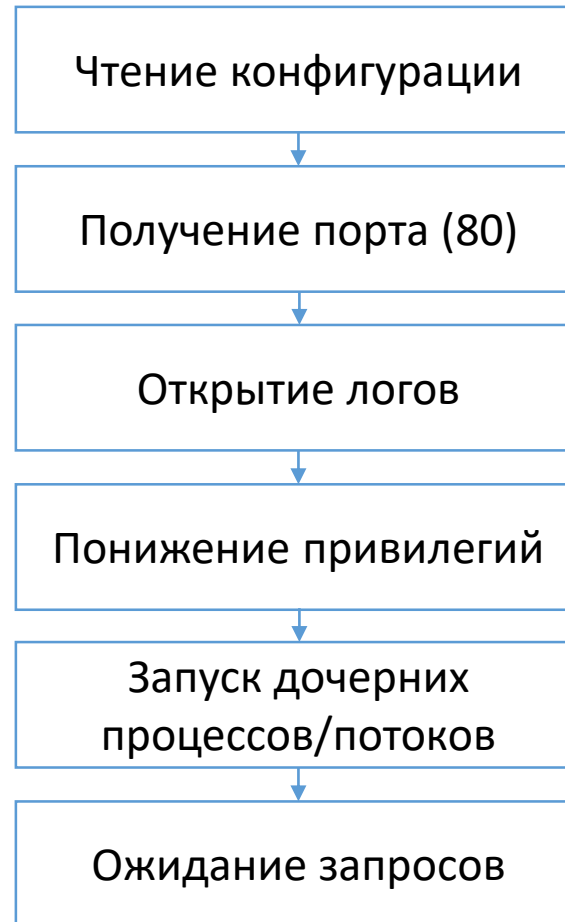 Чтение конфигурации
Получение порта (80)
Открытие логов
Понижение привилегий
Запуск дочерних
процессов/потоков
Ожидание запросов